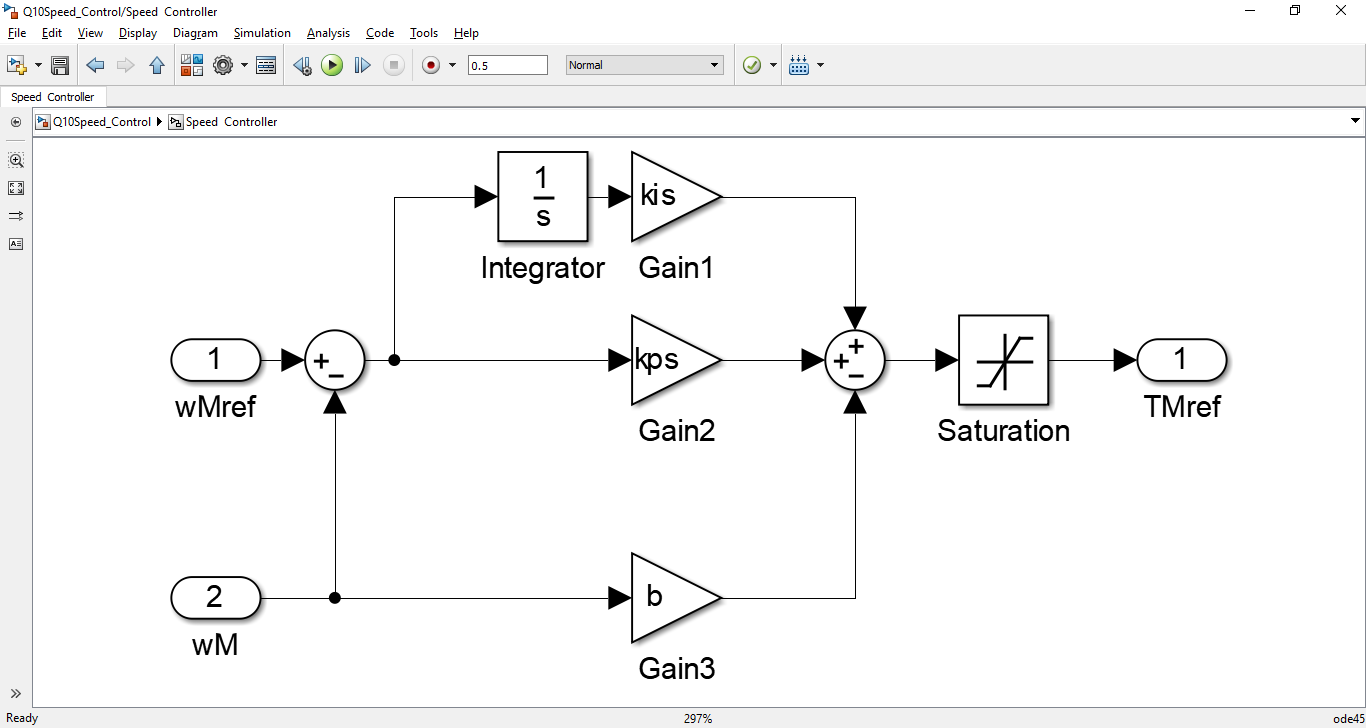 Q10Speed_Control/Speed Controller
File Edit View Display Diagram Simulation Analysis Code Tools Help
0.5 Normal
Speed Controller
Q10Speed_Control Speed Controller
1
s
Integrator
kis
Gain1
1
wMref
+
−
kps
Gain2
+
+
−
Saturation
1
TMref
2
wM
b
Gain3
Ready 297% ode45